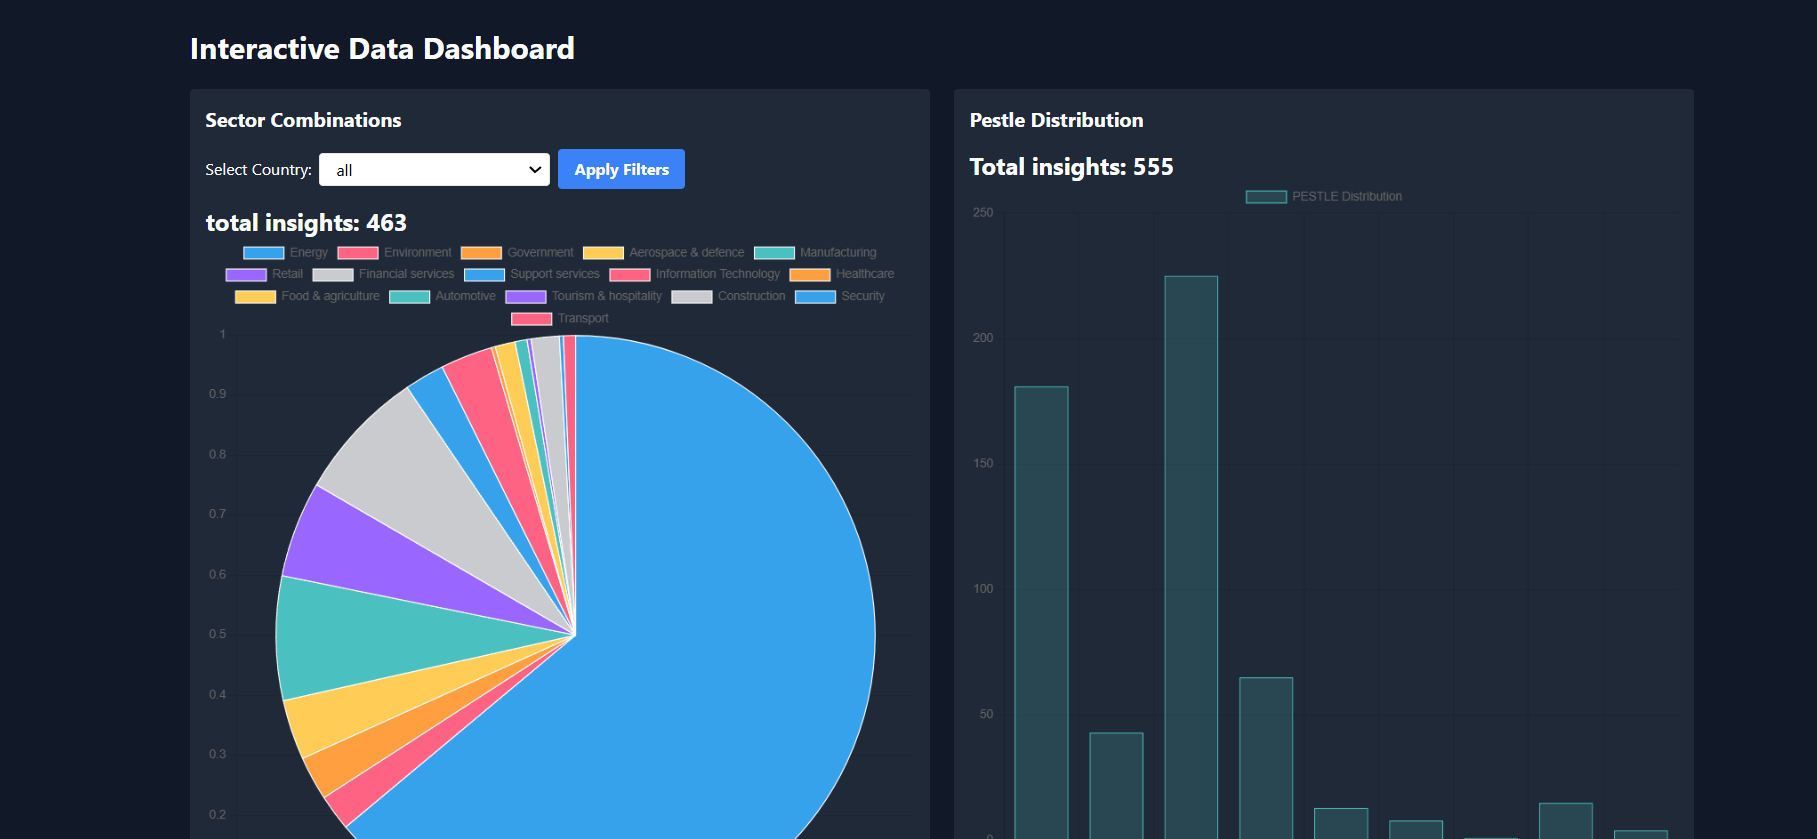 Interactive Data Dashboard
Sector Combinations
Select Country: all Apply Filters
total insights: 463
Energy Environment Government Aerospace & defence Manufacturing
Retail Financial services Support services Information Technology Healthcare
Food & agriculture Automotive Tourism & hospitality Construction Security
Transport
1
0.9
0.8
0.7
0.6
0.5
0.4
0.3
0.2
Pestle Distribution
Total insights: 555
PESTLE Distribution
250
200
150
100
50
0